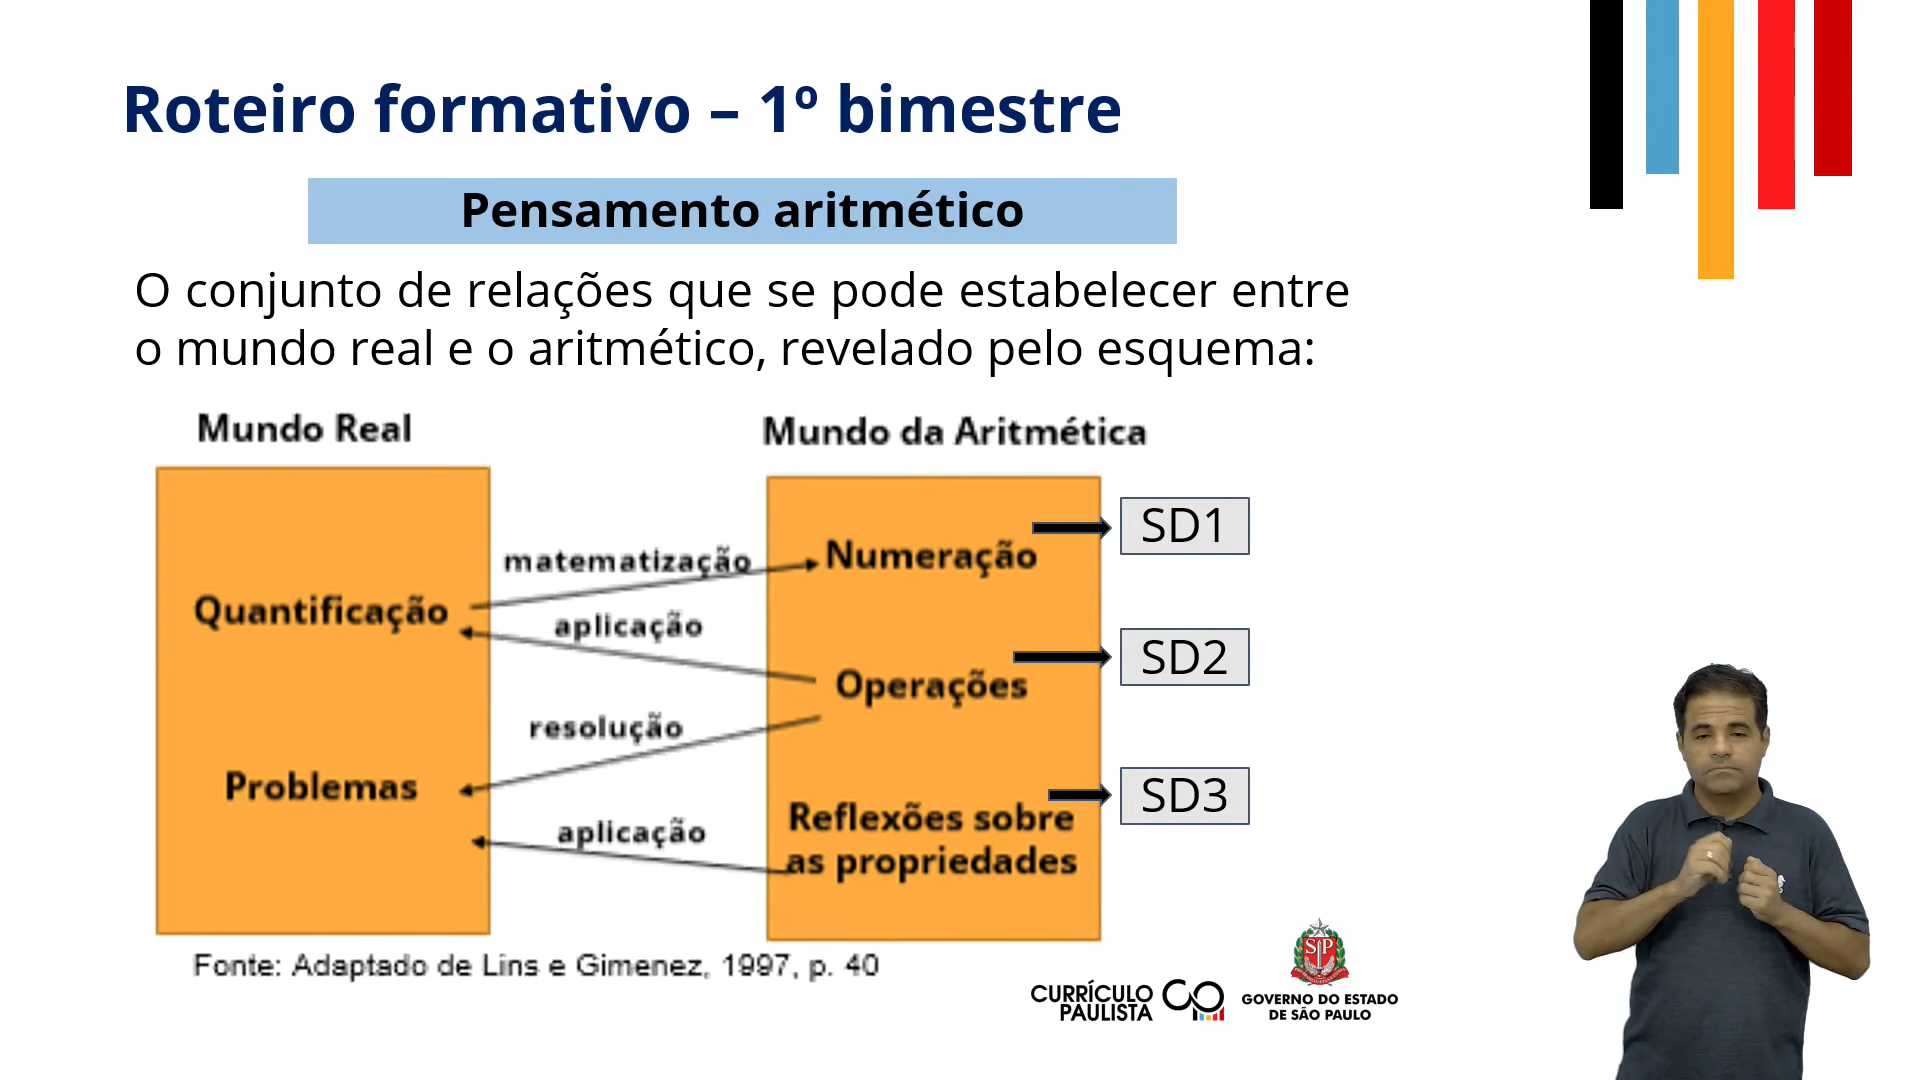 Roteiro formativo – 1º bimestre
Pensamento aritmético
O conjunto de relações que se pode estabelecer entre
o mundo real e o aritmético, revelado pelo esquema:
Mundo Real
Mundo da Aritmética
matematização
Numeração
SD1
Quantificação
aplicação
Operações
SD2
resolução
Problemas
aplicação
Reflexões sobre
as propriedades
SD3
Fonte: Adaptado de Lins e Gimenez, 1997, p. 40
CURRÍCULO
PAULISTA
SP
GOVERNO DO ESTADO
DE SÃO PAULO